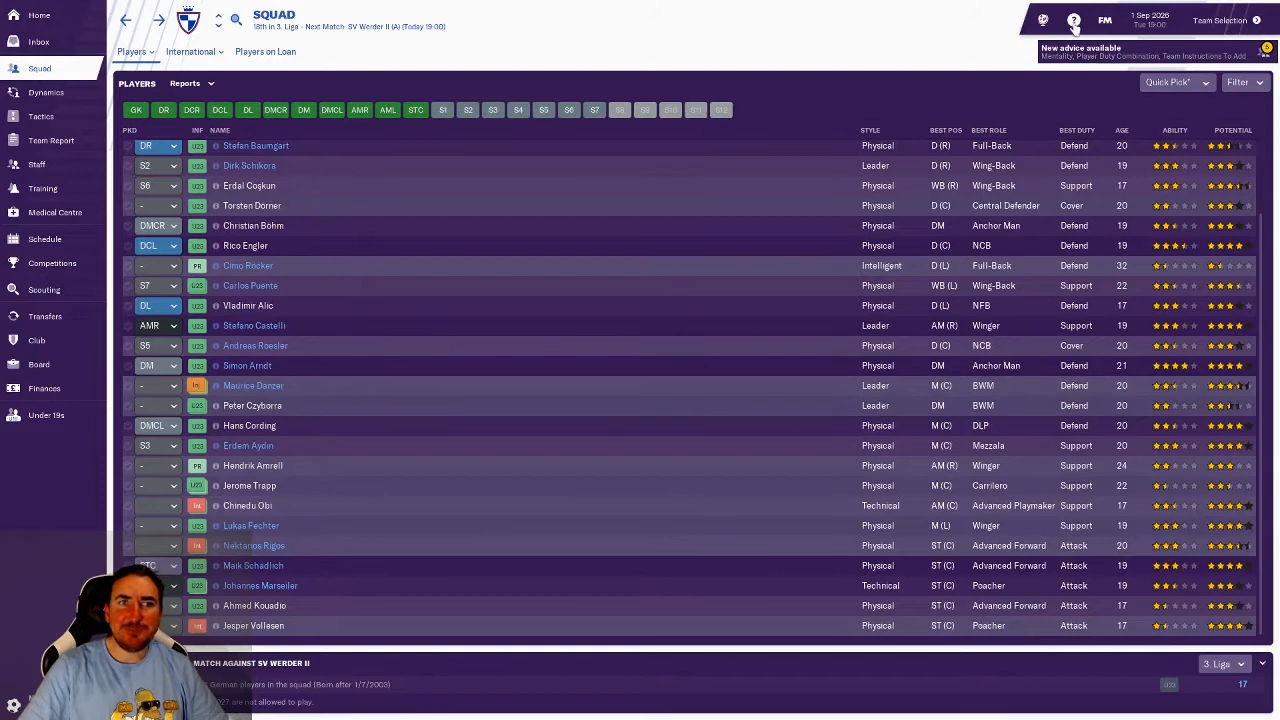 SQUAD
18th in 3. Liga - Next Match: SV Werder II (A) (Today 19:00)
FM
1 Sep 2026
Tue 19:00
Team Selection
New advice available
Mentality, Player Duty Combination, Team Instructions To Add
5
Home
Inbox
Squad
Dynamics
Tactics
Team Report
Staff
Training
Medical Centre
Schedule
Competitions
Scouting
Transfers
Club
Board
Finances
Under 19s
Players
International
Players on Loan
PLAYERS Reports Quick Pick* Filter
GK DR DCR DCL DL DMCR DM DMCL AMR AML STC S1 S2 S3 S4 S5 S6 S7 S8 S9 S10 S11 S12
PKD INF NAME STYLE BEST POS BEST ROLE BEST DUTY AGE ABILITY POTENTIAL
DR U23 Stefan Baumgart Physical D (R) Full-Back Defend 20
S2 U23 Dirk Schikora Leader D (R) Wing-Back Defend 19
S6 U23 Erdal Coşkun Physical WB (R) Wing-Back Support 17
- U23 Torsten Dörner Physical D (C) Central Defender Cover 20
DMCR U23 Christian Böhm Physical DM Anchor Man Defend 19
DCL U23 Rico Engler Physical D (C) NCB Defend 19
- PR Cimo Röcker Intelligent D (L) Full-Back Defend 32
S7 U23 Carlos Puente Physical WB (L) Wing-Back Support 22
DL U23 Vladimir Alic Physical D (L) NFB Defend 17
AMR U23 Stefano Castelli Leader AM (R) Winger Support 19
S5 U23 Andreas Roesler Physical D (C) NCB Cover 20
DM U23 Simon Arndt Physical DM Anchor Man Defend 21
- Inj Maurice Danzer Leader M (C) BWM Defend 20
- U23 Peter Czyborra Leader DM BWM Defend 20
DMCL U23 Hans Cording Physical M (C) DLP Defend 20
S3 U23 Erdem Aydın Physical M (C) Mezzala Support 20
- PR Hendrik Amrell Physical AM (R) Winger Support 24
- U23 Jerome Trapp Physical M (C) Carrilero Support 22
Int Chinedu Obi Technical AM (C) Advanced Playmaker Support 17
- U23 Lukas Fechter Physical M (L) Winger Support 19
Int Nektarios Rigos Physical ST (C) Advanced Forward Attack 20
STC U23 Maik Schädlich Physical ST (C) Advanced Forward Attack 19
U23 Johannes Marseiler Technical ST (C) Poacher Attack 19
U23 Ahmed Kouadio Physical ST (C) Advanced Forward Attack 17
Int Jesper Vollesen Physical ST (C) Poacher Attack 17
MATCH AGAINST SV WERDER II 3. Liga
German players in the squad (Born after 1/7/2003) U23 17
are not allowed to play.